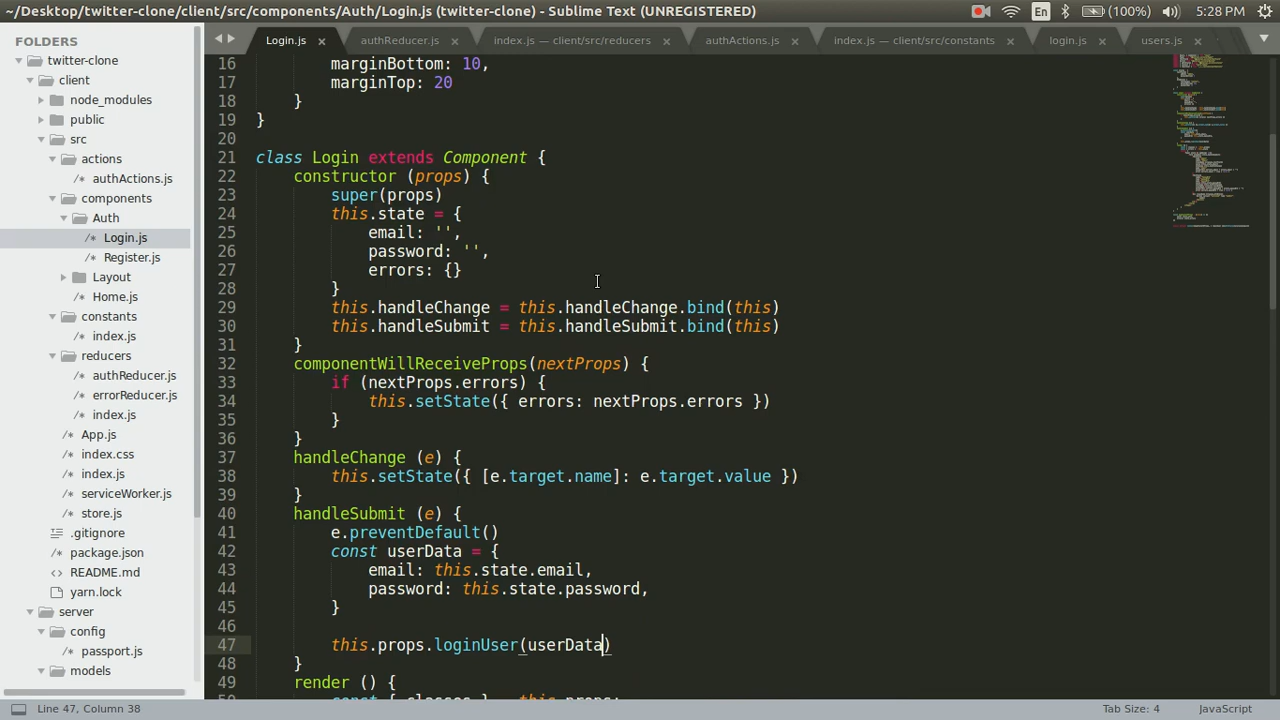 ~/Desktop/twitter-clone/client/src/components/Auth/Login.js (twitter-clone) - Sublime Text (UNREGISTERED)
En
(100%)
5:28 PM
FOLDERS
twitter-clone
client
node_modules
public
src
actions
authActions.js
components
Auth
Login.js
Register.js
Layout
Home.js
constants
index.js
reducers
authReducer.js
errorReducer.js
index.js
App.js
index.css
index.js
serviceWorker.js
store.js
.gitignore
package.json
README.md
yarn.lock
server
config
passport.js
models
Login.js
authReducer.js
index.js — client/src/reducers
authActions.js
index.js — client/src/constants
login.js
users.js
16 marginBottom: 10,
17 marginTop: 20
18 }
19 }
20
21 class Login extends Component {
22 constructor (props) {
23 super(props)
24 this.state = {
25 email: '',
26 password: '',
27 errors: {}
28 }
29 this.handleChange = this.handleChange.bind(this)
30 this.handleSubmit = this.handleSubmit.bind(this)
31 }
32 componentWillReceiveProps(nextProps) {
33 if (nextProps.errors) {
34 this.setState({ errors: nextProps.errors })
35 }
36 }
37 handleChange (e) {
38 this.setState({ [e.target.name]: e.target.value })
39 }
40 handleSubmit (e) {
41 e.preventDefault()
42 const userData = {
43 email: this.state.email,
44 password: this.state.password,
45 }
46
47 this.props.loginUser(userData)
48 }
49 render () {
50 const { classes } = this.props;
Line 47, Column 38
Tab Size: 4
JavaScript